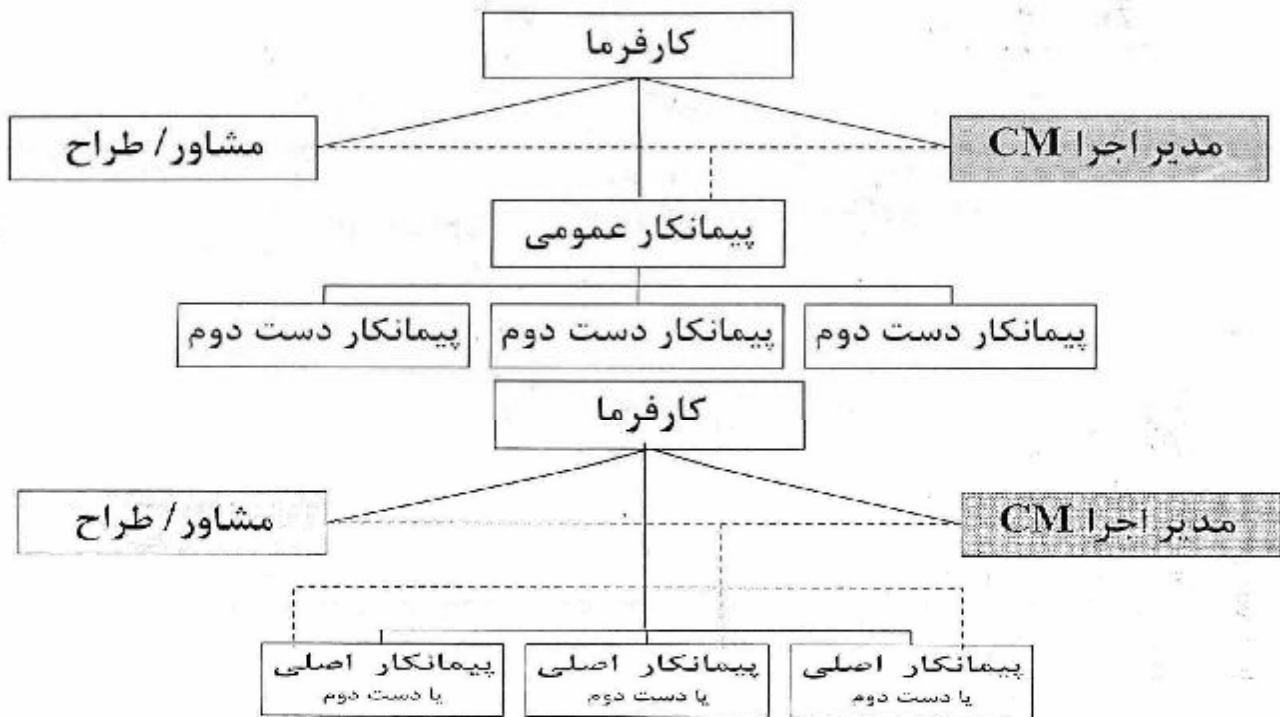 کارفرما
مشاور/ طراح
مدیر اجرا CM
پیمانکار عمومی
پیمانکار دست دوم
پیمانکار دست دوم
پیمانکار دست دوم
کارفرما
مشاور/ طراح
مدیر اجرا CM
پیمانکار اصلی
یا دست دوم
پیمانکار اصلی
یا دست دوم
پیمانکار اصلی
یا دست دوم